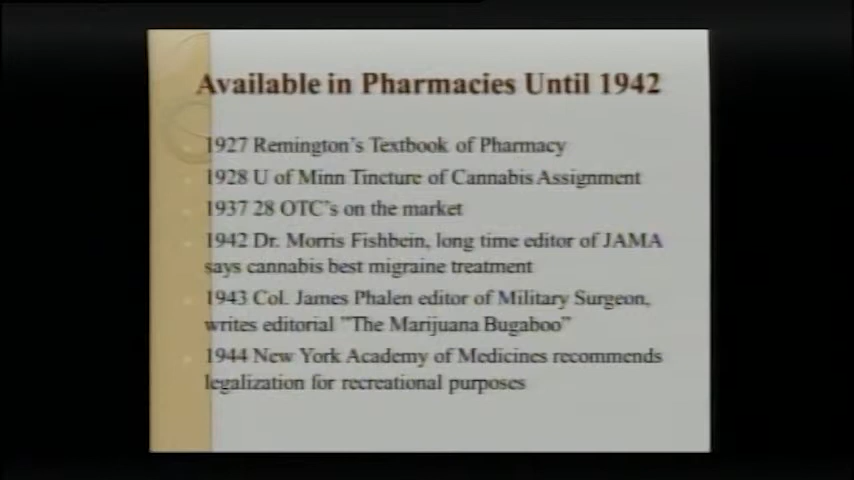 Available in Pharmacies Until 1942
1927 Remington's Textbook of Pharmacy
1928 U of Minn Tincture of Cannabis Assignment
1937 28 OTC's on the market
1942 Dr. Morris Fishbein, long time editor of JAMA
says cannabis best migraine treatment
1943 Col. James Phalen editor of Military Surgeon,
writes editorial "The Marijuana Bugaboo"
1944 New York Academy of Medicines recommends
legalization for recreational purposes